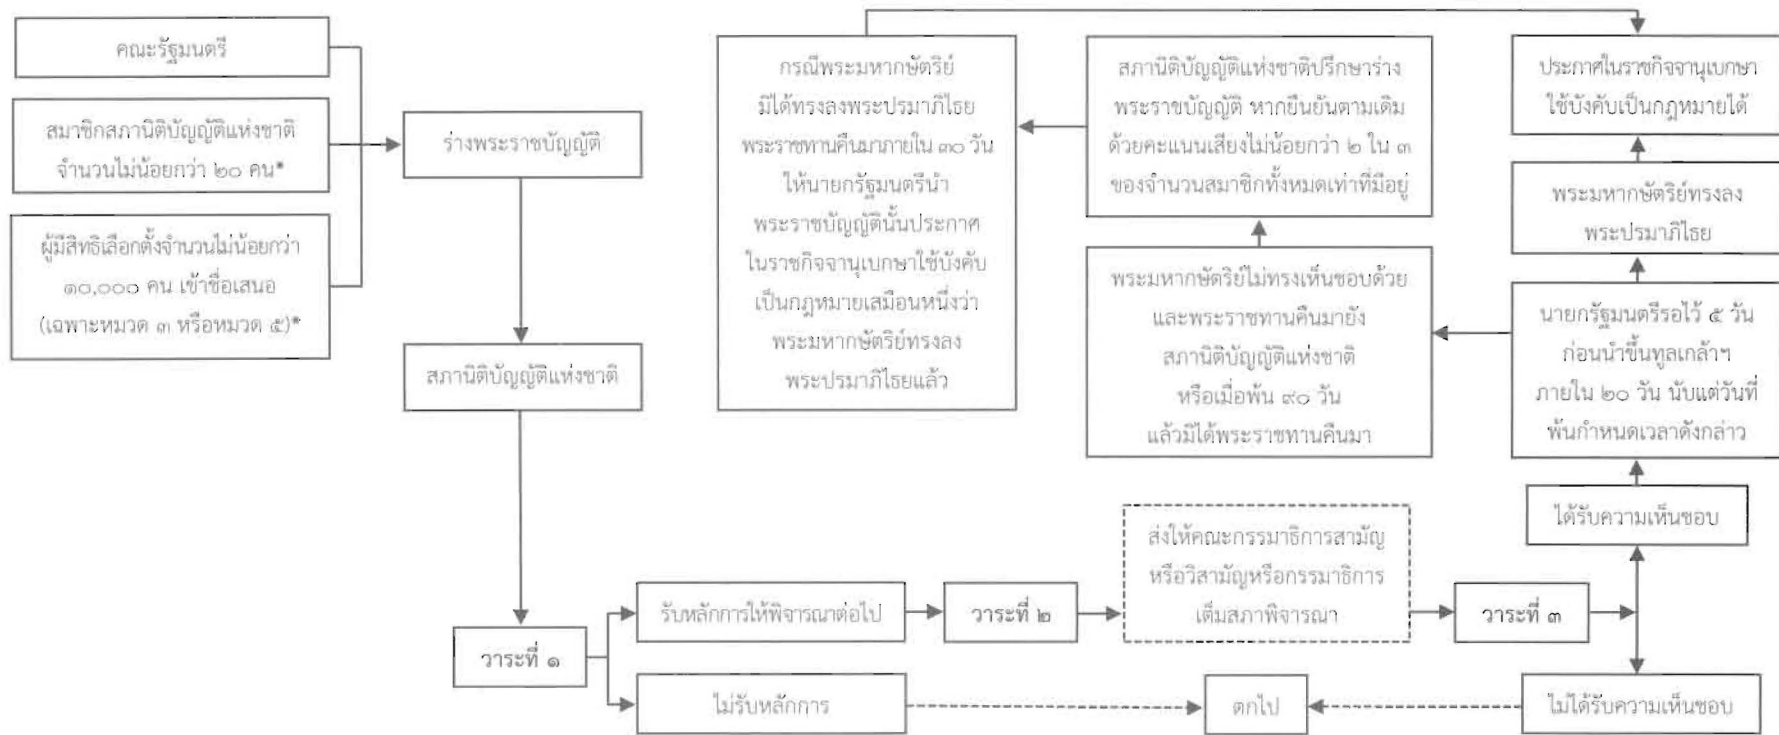 คณะรัฐมนตรี
สมาชิกสภานิติบัญญัติแห่งชาติ
จำนวนไม่น้อยกว่า ๒๐ คน*
ผู้มีสิทธิเลือกตั้งจำนวนไม่น้อยกว่า
๑๐,๐๐๐ คน เข้าชื่อเสนอ
(เฉพาะหมวด ๓ หรือหมวด ๕)*
ร่างพระราชบัญญัติ
สภานิติบัญญัติแห่งชาติ
วาระที่ ๑
รับหลักการให้พิจารณาต่อไป
ไม่รับหลักการ
วาระที่ ๒
ส่งให้คณะกรรมาธิการสามัญ
หรือวิสามัญหรือกรรมาธิการ
เต็มสภาพิจารณา
วาระที่ ๓
ตกไป
ไม่ได้รับความเห็นชอบ
ได้รับความเห็นชอบ
นายกรัฐมนตรีรอไว้ ๕ วัน
ก่อนนำขึ้นทูลเกล้าฯ
ภายใน ๒๐ วัน นับแต่วันที่
พ้นกำหนดเวลาดังกล่าว
พระมหากษัตริย์ทรงลง
พระปรมาภิไธย
ประกาศในราชกิจจานุเบกษา
ใช้บังคับเป็นกฎหมายได้
พระมหากษัตริย์ไม่ทรงเห็นชอบด้วย
และพระราชทานคืนมายัง
สภานิติบัญญัติแห่งชาติ
หรือเมื่อพ้น ๙๐ วัน
แล้วมิได้พระราชทานคืนมา
สภานิติบัญญัติแห่งชาติปรึกษาร่าง
พระราชบัญญัติ หากยืนยันตามเดิม
ด้วยคะแนนเสียงไม่น้อยกว่า ๒ ใน ๓
ของจำนวนสมาชิกทั้งหมดเท่าที่มีอยู่
กรณีพระมหากษัตริย์
มิได้ทรงลงพระปรมาภิไธย
พระราชทานคืนมาภายใน ๓๐ วัน
ให้นายกรัฐมนตรีนำ
พระราชบัญญัตินั้นประกาศ
ในราชกิจจานุเบกษาใช้บังคับ
เป็นกฎหมายเสมือนหนึ่งว่า
พระมหากษัตริย์ทรงลง
พระปรมาภิไธยแล้ว